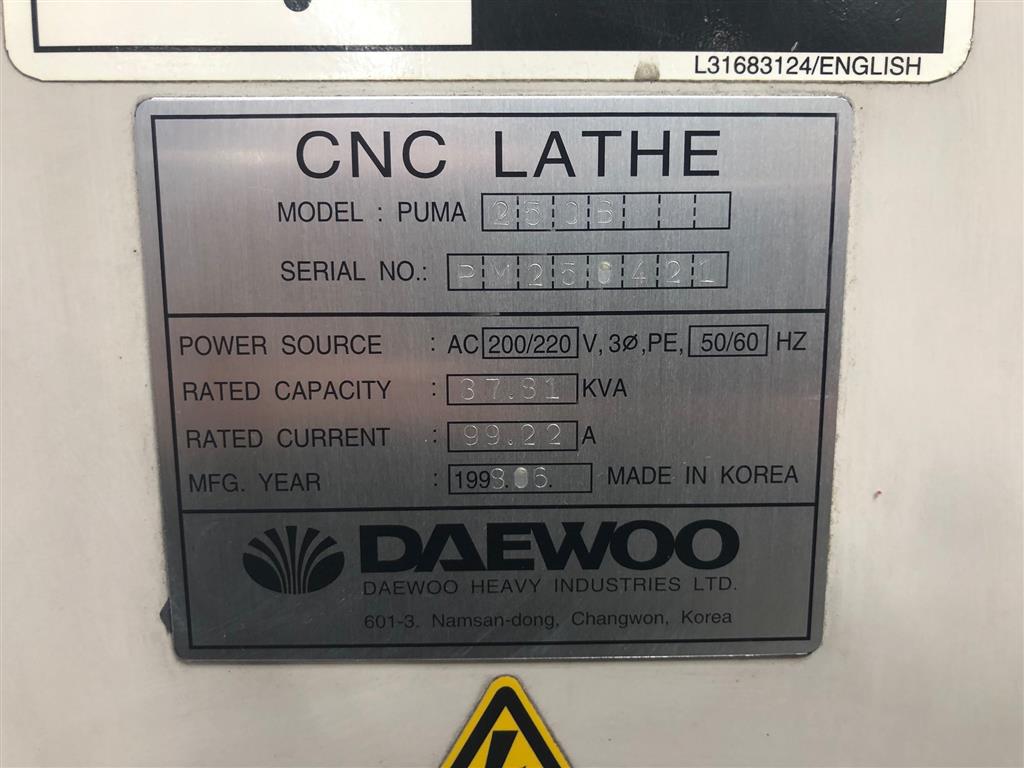 L31683124/ENGLISH
CNC LATHE
MODEL : PUMA 250B
SERIAL NO.: PM250421
POWER SOURCE : AC 200/220 V, 3Ø,PE, 50/60 HZ
RATED CAPACITY : 37.81 KVA
RATED CURRENT : 99.22 A
MFG. YEAR : 1998.06. MADE IN KOREA
DAEWOO
DAEWOO HEAVY INDUSTRIES LTD.
601-3. Namsan-dong, Changwon, Korea